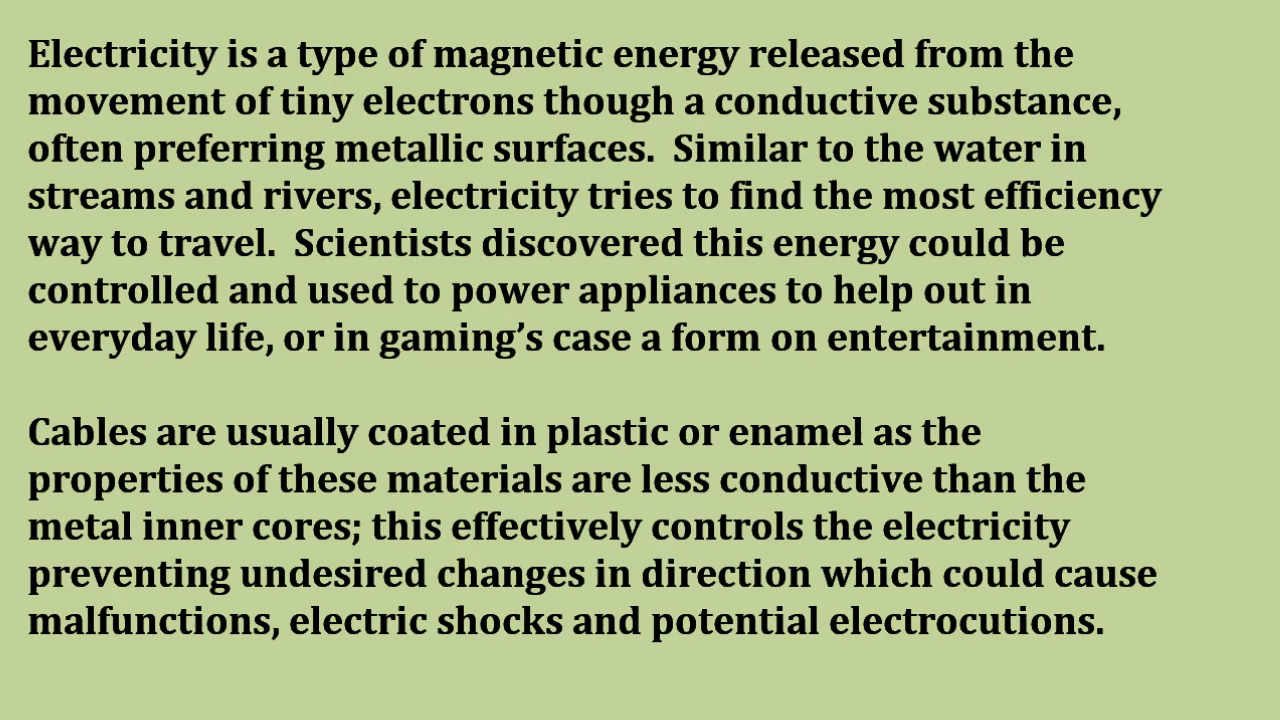 Electricity is a type of magnetic energy released from the
movement of tiny electrons though a conductive substance,
often preferring metallic surfaces.  Similar to the water in
streams and rivers, electricity tries to find the most efficiency
way to travel.  Scientists discovered this energy could be
controlled and used to power appliances to help out in
everyday life, or in gaming’s case a form on entertainment.
Cables are usually coated in plastic or enamel as the
properties of these materials are less conductive than the
metal inner cores; this effectively controls the electricity
preventing undesired changes in direction which could cause
malfunctions, electric shocks and potential electrocutions.